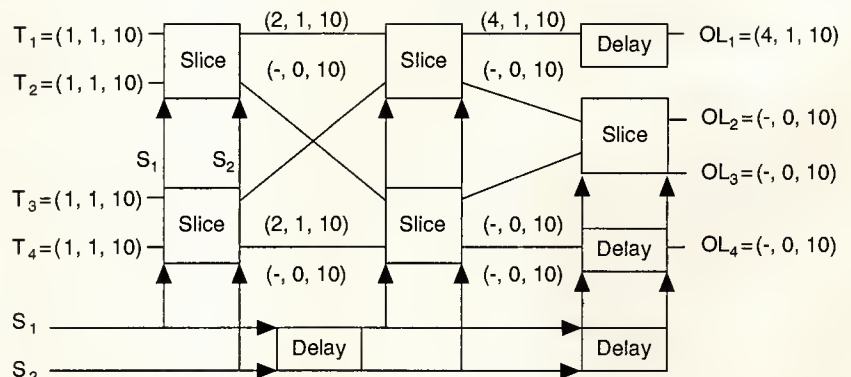 T1=(1, 1, 10)
(2, 1, 10)
(4, 1, 10)
Delay
OL1=(4, 1, 10)
Slice
Slice
T2=(1, 1, 10)
(-, 0, 10)
(-, 0, 10)
OL2=(-, 0, 10)
Slice
S1
S2
OL3=(-, 0, 10)
T3=(1, 1, 10)
(2, 1, 10)
(-, 0, 10)
Slice
Slice
T4=(1, 1, 10)
Delay
OL4=(-, 0, 10)
(-, 0, 10)
(-, 0, 10)
S1
Delay
Delay
S2